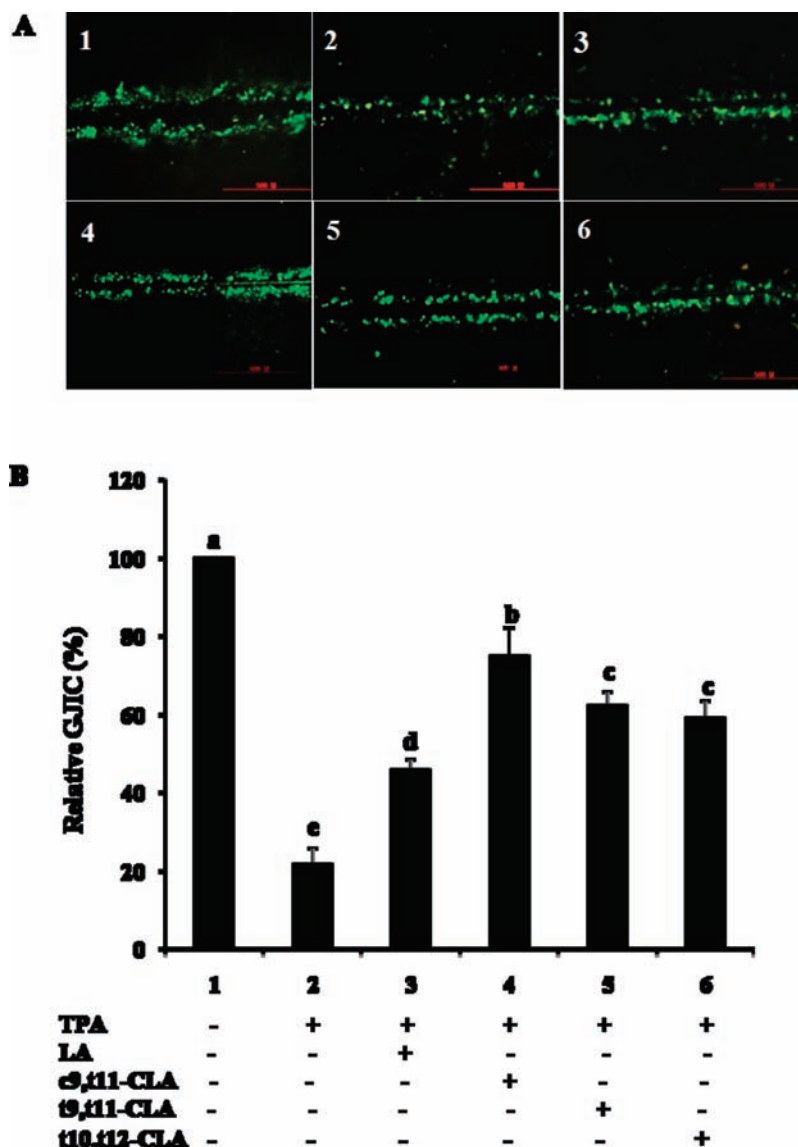 A
1 2 3
4 5 6
B
Relative GJIC (%)
120
100
80
60
40
20
0
a
e
d
b
c
c
1 2 3 4 5 6
TPA - + + + + +
LA - - + - - -
c9,t11-CLA - - - + - -
t9,t11-CLA - - - - + -
t10,t12-CLA - - - - - +